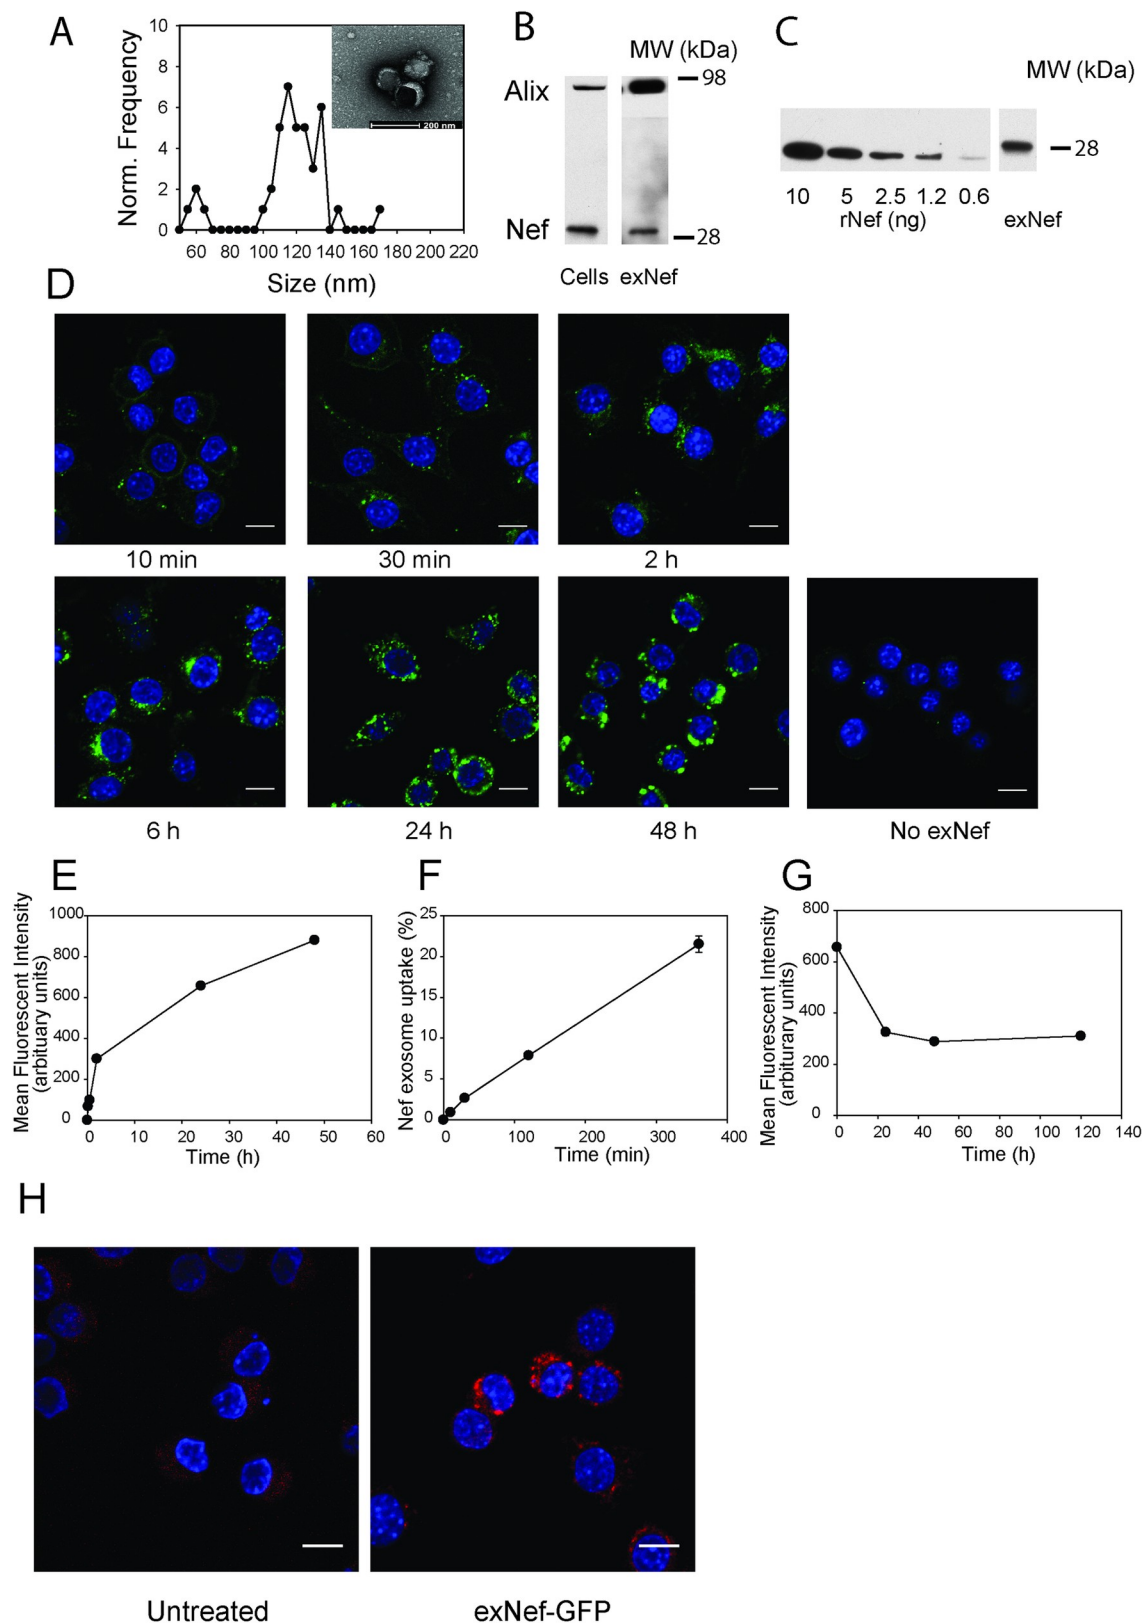 A
Norm. Frequency
10
8
6
4
2
0
200 nm
60 80 100 120 140 160 180 200 220
Size (nm)
B
MW (kDa)
Alix
98
Nef
28
Cells exNef
C
MW (kDa)
28
10 5 2.5 1.2 0.6
rNef (ng)
exNef
D
10 min
30 min
2 h
6 h
24 h
48 h
No exNef
E
Mean Fluorescent Intensity
(arbituary units)
1000
800
600
400
200
0
0 10 20 30 40 50 60
Time (h)
F
Nef exosome uptake (%)
25
20
15
10
5
0
0 100 200 300 400
Time (min)
G
Mean Fluorescent Intensity
(arbiturary units)
800
600
400
200
0
0 20 40 60 80 100 120 140
Time (h)
H
Untreated
exNef-GFP